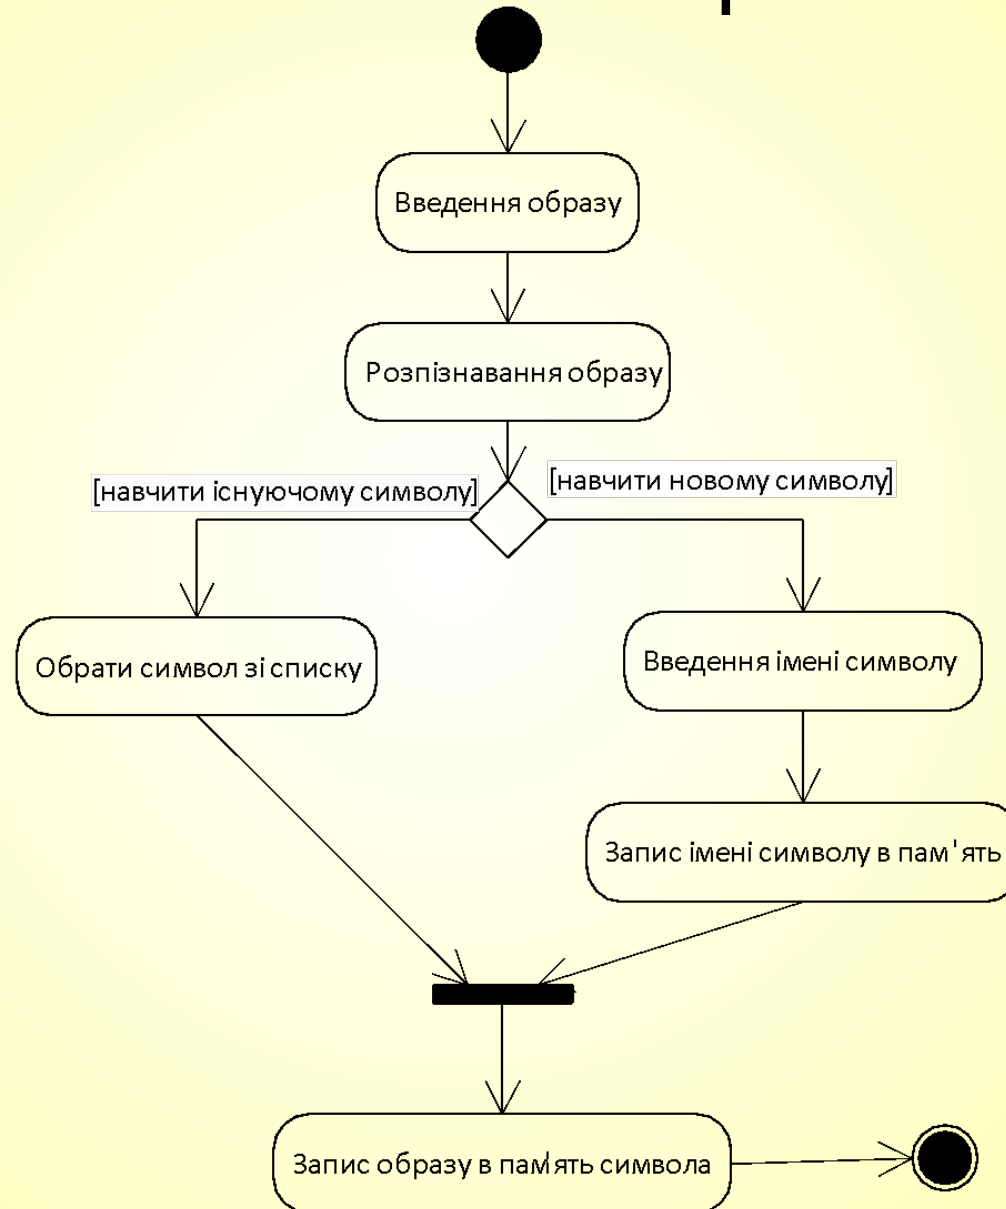 Введення образу
Розпізнавання образу
[навчити існуючому символу]
[навчити новому символу]
Обрати символ зі списку
Введення імені символу
Запис імені символу в пам'ять
Запис образу в пам'ять символа